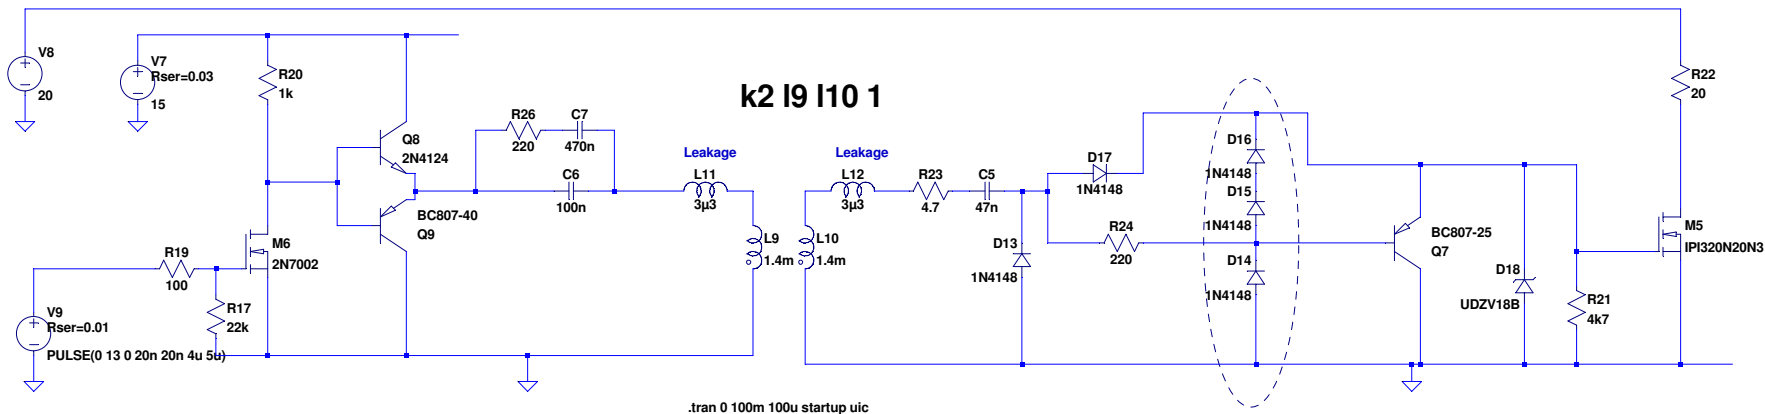 V8
20
V7
Rser=0.03
15
R20
1k
Q8
2N4124
BC807-40
Q9
M6
2N7002
R19
100
R17
22k
V9
Rser=0.01
PULSE(0 13 0 20n 20n 4u 5u)
R26
220
C7
470n
C6
100n
k2 l9 l10 1
Leakage
L11
3µ3
L9
1.4m
Leakage
L12
3µ3
L10
1.4m
R23
4.7
C5
47n
D13
1N4148
D17
1N4148
R24
220
D16
1N4148
D15
1N4148
D14
1N4148
BC807-25
Q7
D18
UDZV18B
R21
4k7
R22
20
M5
IPI320N20N3
.tran 0 100m 100u startup uic